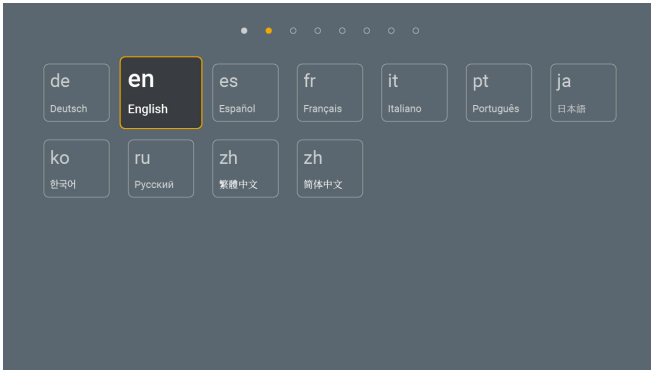 de
Deutsch
en
English
es
Español
fr
Français
it
Italiano
pt
Português
ja
日本語
ko
한국어
ru
Русский
zh
繁體中文
zh
简体中文